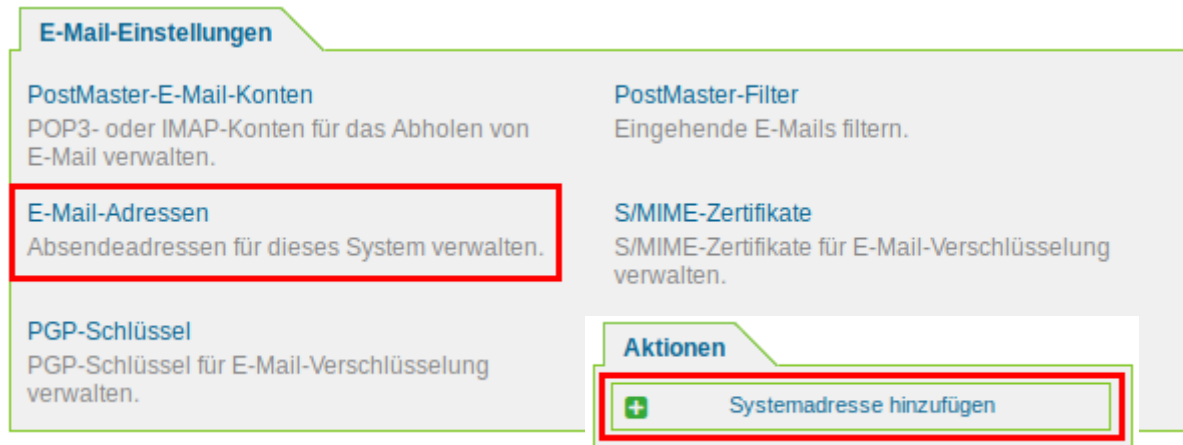 E-Mail-Einstellungen
PostMaster-E-Mail-Konten
POP3- oder IMAP-Konten für das Abholen von
E-Mail verwalten.
PostMaster-Filter
Eingehende E-Mails filtern.
E-Mail-Adressen
Absendeadressen für dieses System verwalten.
S/MIME-Zertifikate
S/MIME-Zertifikate für E-Mail-Verschlüsselung
verwalten.
PGP-Schlüssel
PGP-Schlüssel für E-Mail-Verschlüsselung
verwalten.
Aktionen
Systemadresse hinzufügen